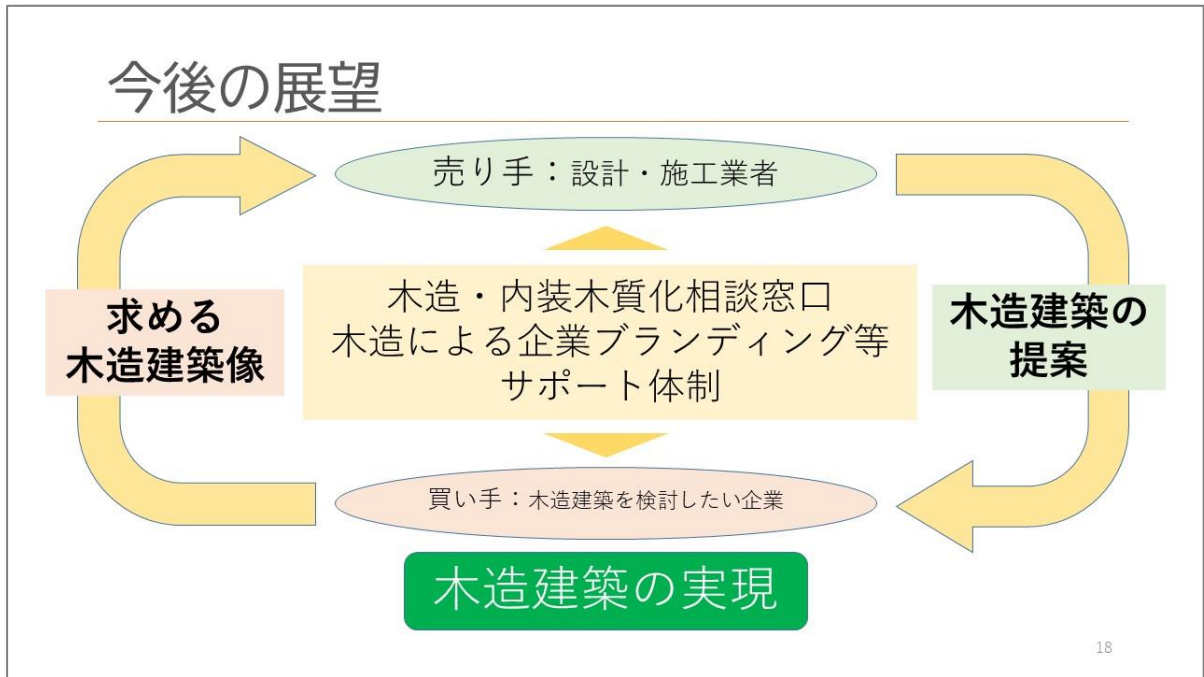 今後の展望
売り手：設計・施工業者
求める
木造建築像
木造・内装木質化相談窓口
木造による企業ブランディング等
サポート体制
木造建築の
提案
買い手：木造建築を検討したい企業
木造建築の実現
18